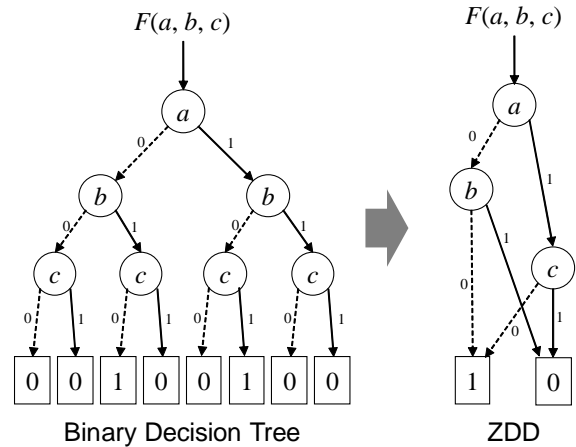 F(a, b, c) F(a, b, c)
a a
0 1 0
b b b 1
0 1 0 1
c c c c 1 c
0 1 0 1 0 1 0 1 0 0 1
0 0 1 0 0 1 0 0 1 0
Binary Decision Tree ZDD